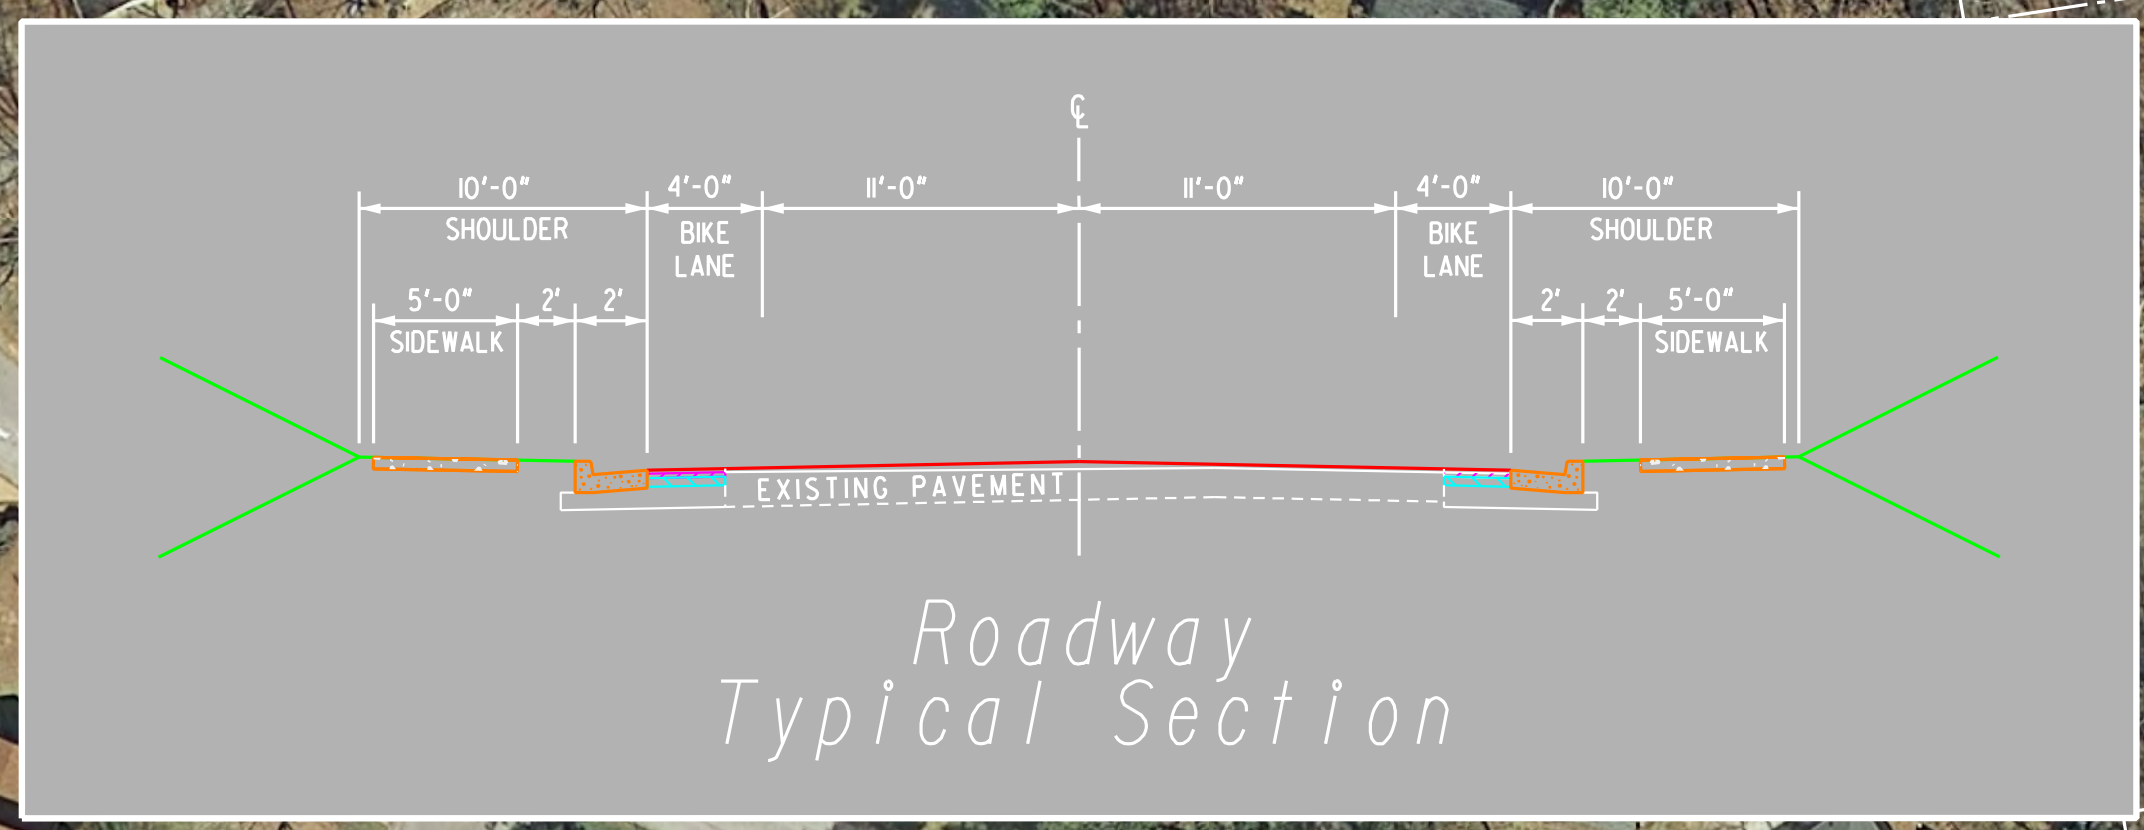 ℄
10'-0" 4'-0" 11'-0" 11'-0" 4'-0" 10'-0"
SHOULDER BIKE LANE BIKE LANE SHOULDER
5'-0" 2' 2' 2' 2' 5'-0"
SIDEWALK SIDEWALK
EXISTING PAVEMENT
Roadway
Typical Section